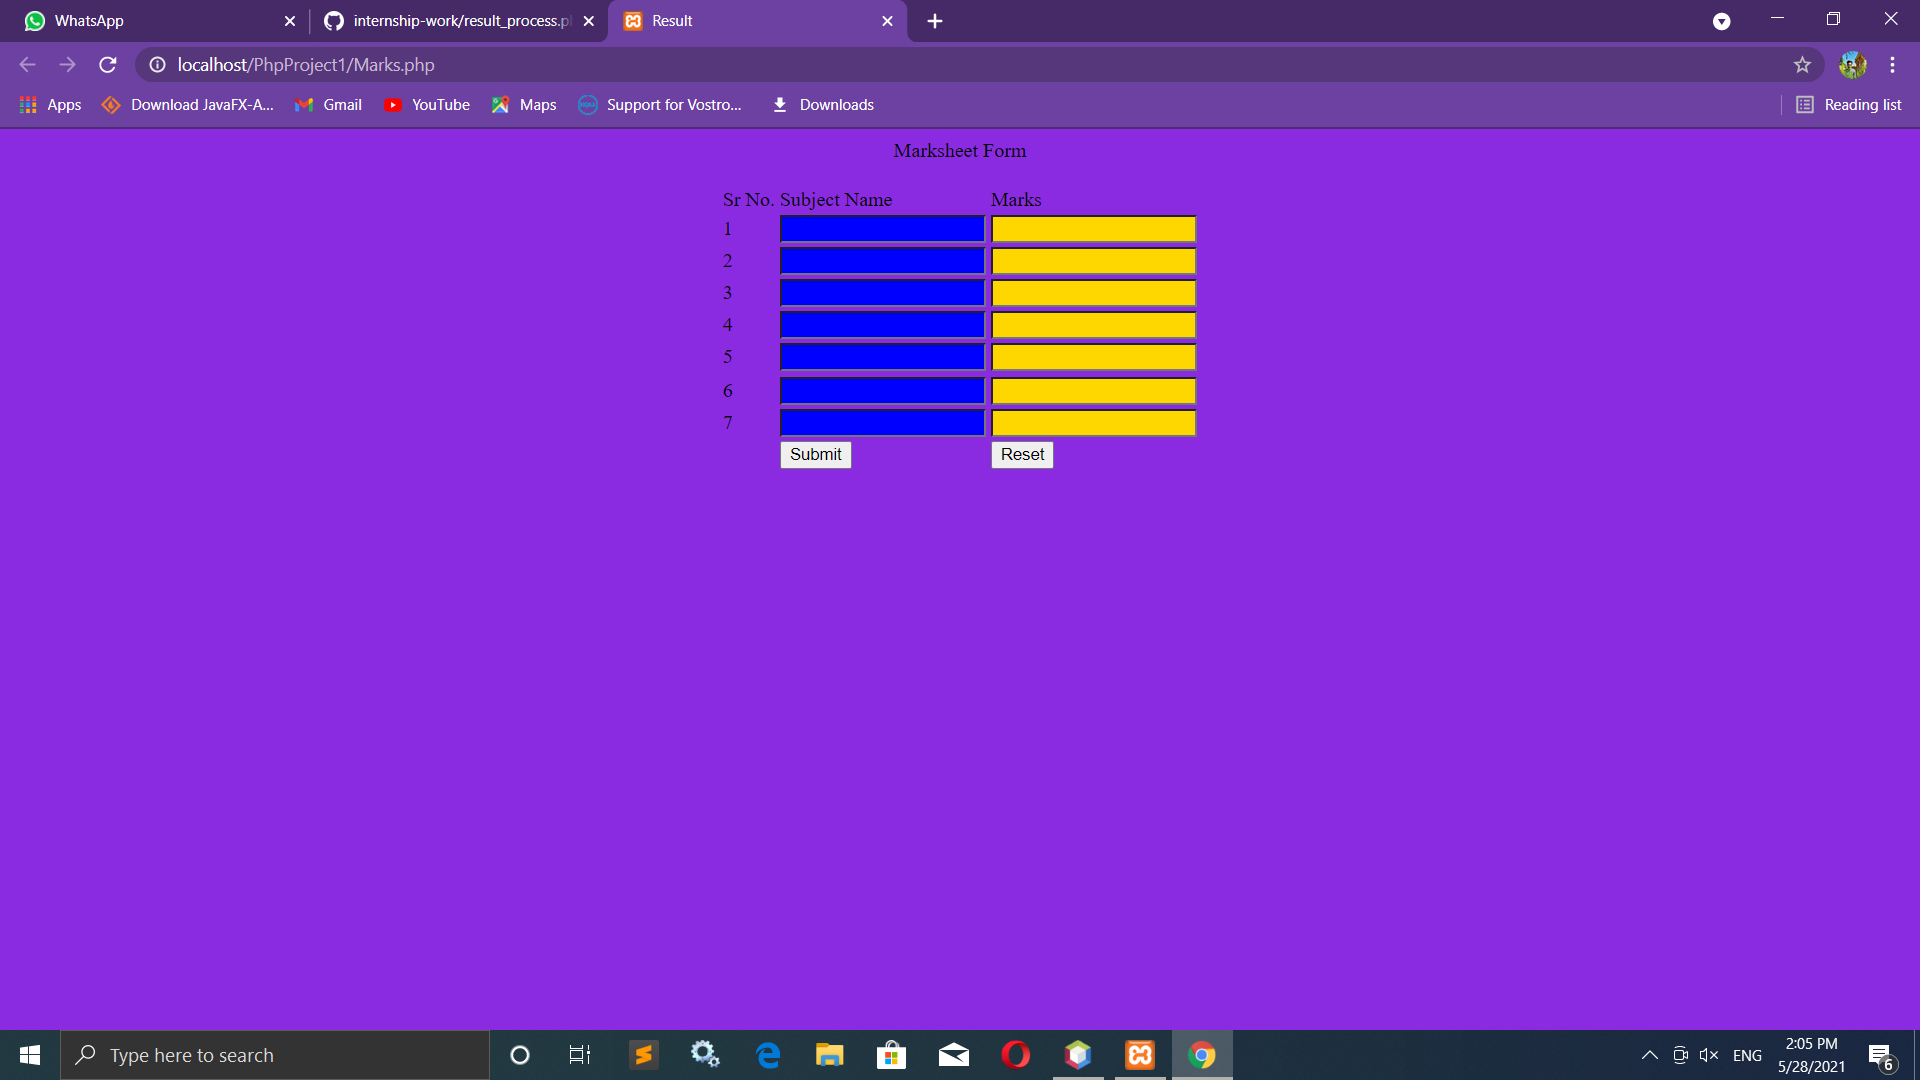 WhatsApp
internship-work/result_process.p
Result
localhost/PhpProject1/Marks.php
Apps
Download JavaFX-A...
Gmail
YouTube
Maps
Support for Vostro...
Downloads
Reading list
Marksheet Form
Sr No. Subject Name Marks
1
2
3
4
5
6
7
Submit Reset
Type here to search
ENG
2:05 PM
5/28/2021
6